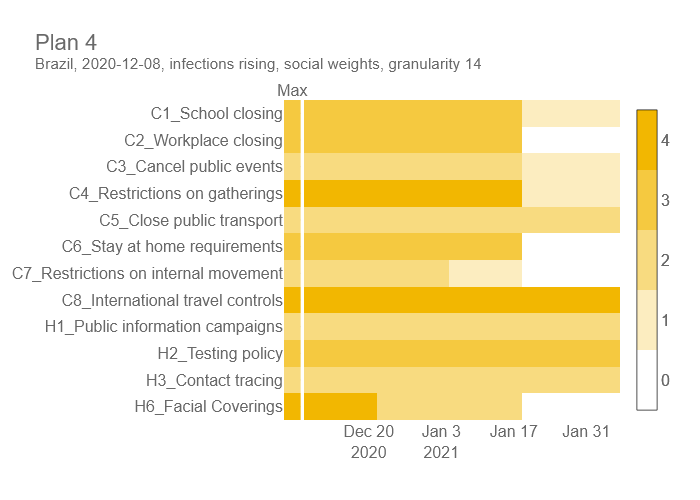 Plan 4
Brazil, 2020-12-08, infections rising, social weights, granularity 14
Max
C1_School closing
C2_Workplace closing
C3_Cancel public events
C4_Restrictions on gatherings
C5_Close public transport
C6_Stay at home requirements
C7_Restrictions on internal movement
C8_International travel controls
H1_Public information campaigns
H2_Testing policy
H3_Contact tracing
H6_Facial Coverings
4
3
2
1
0
Dec 20 Jan 3 Jan 17 Jan 31
2020 2021